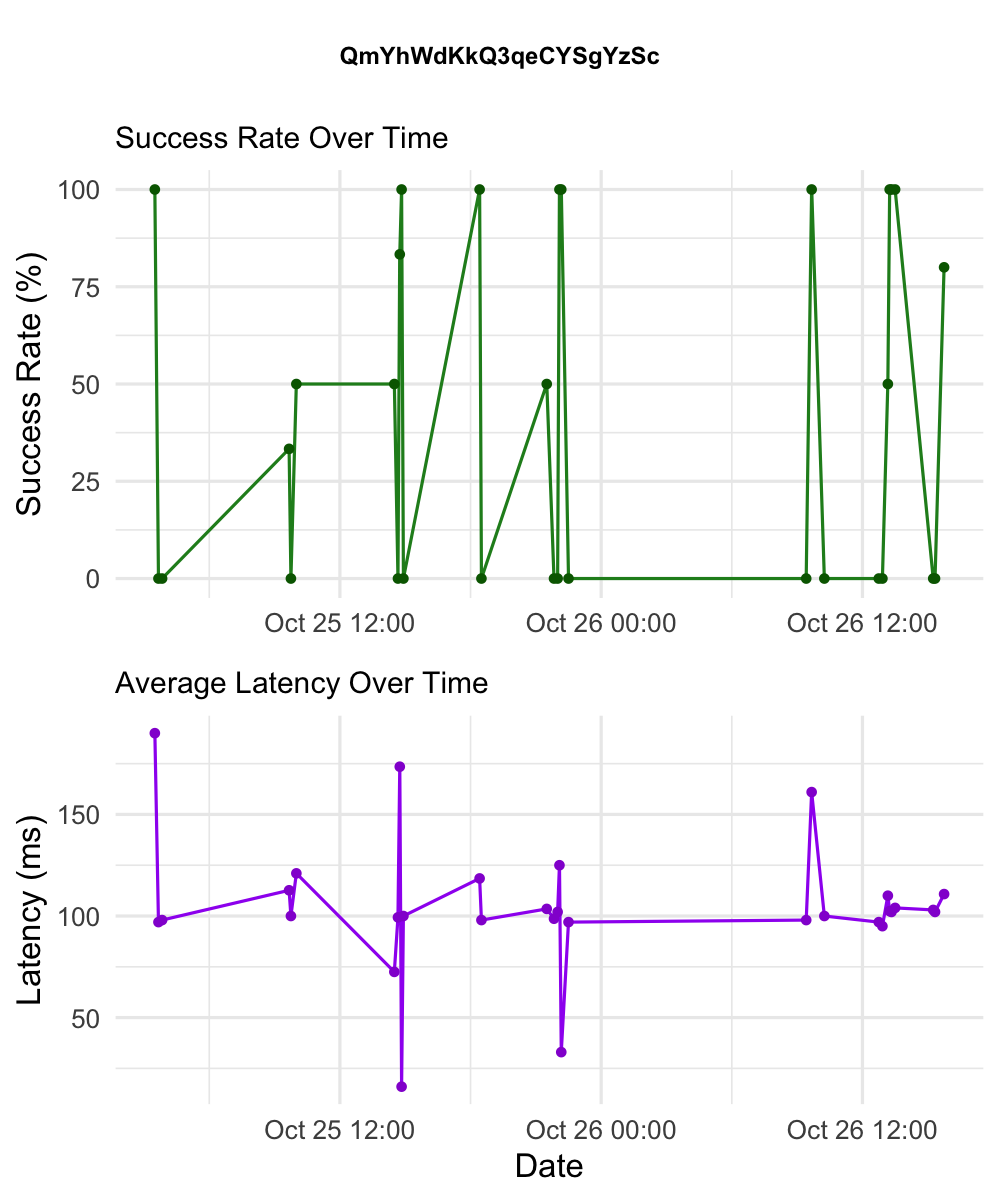 QmYhWdKkQ3qeCYSgYzSc
Success Rate Over Time
Success Rate (%)
100
75
50
25
0
Oct 25 12:00 Oct 26 00:00 Oct 26 12:00
Average Latency Over Time
Latency (ms)
150
100
50
Oct 25 12:00 Oct 26 00:00 Oct 26 12:00
Date